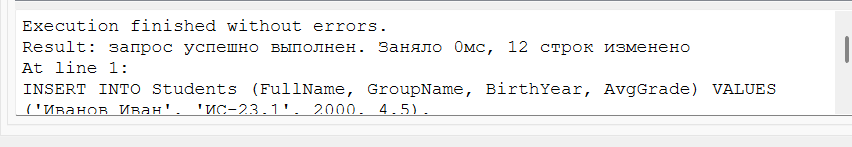 Execution finished without errors.
Result: запрос успешно выполнен. Заняло 0мс, 12 строк изменено
At line 1:
INSERT INTO Students (FullName, GroupName, BirthYear, AvgGrade) VALUES
('Иванов Иван', 'ИС-23.1', 2000, 4.5),